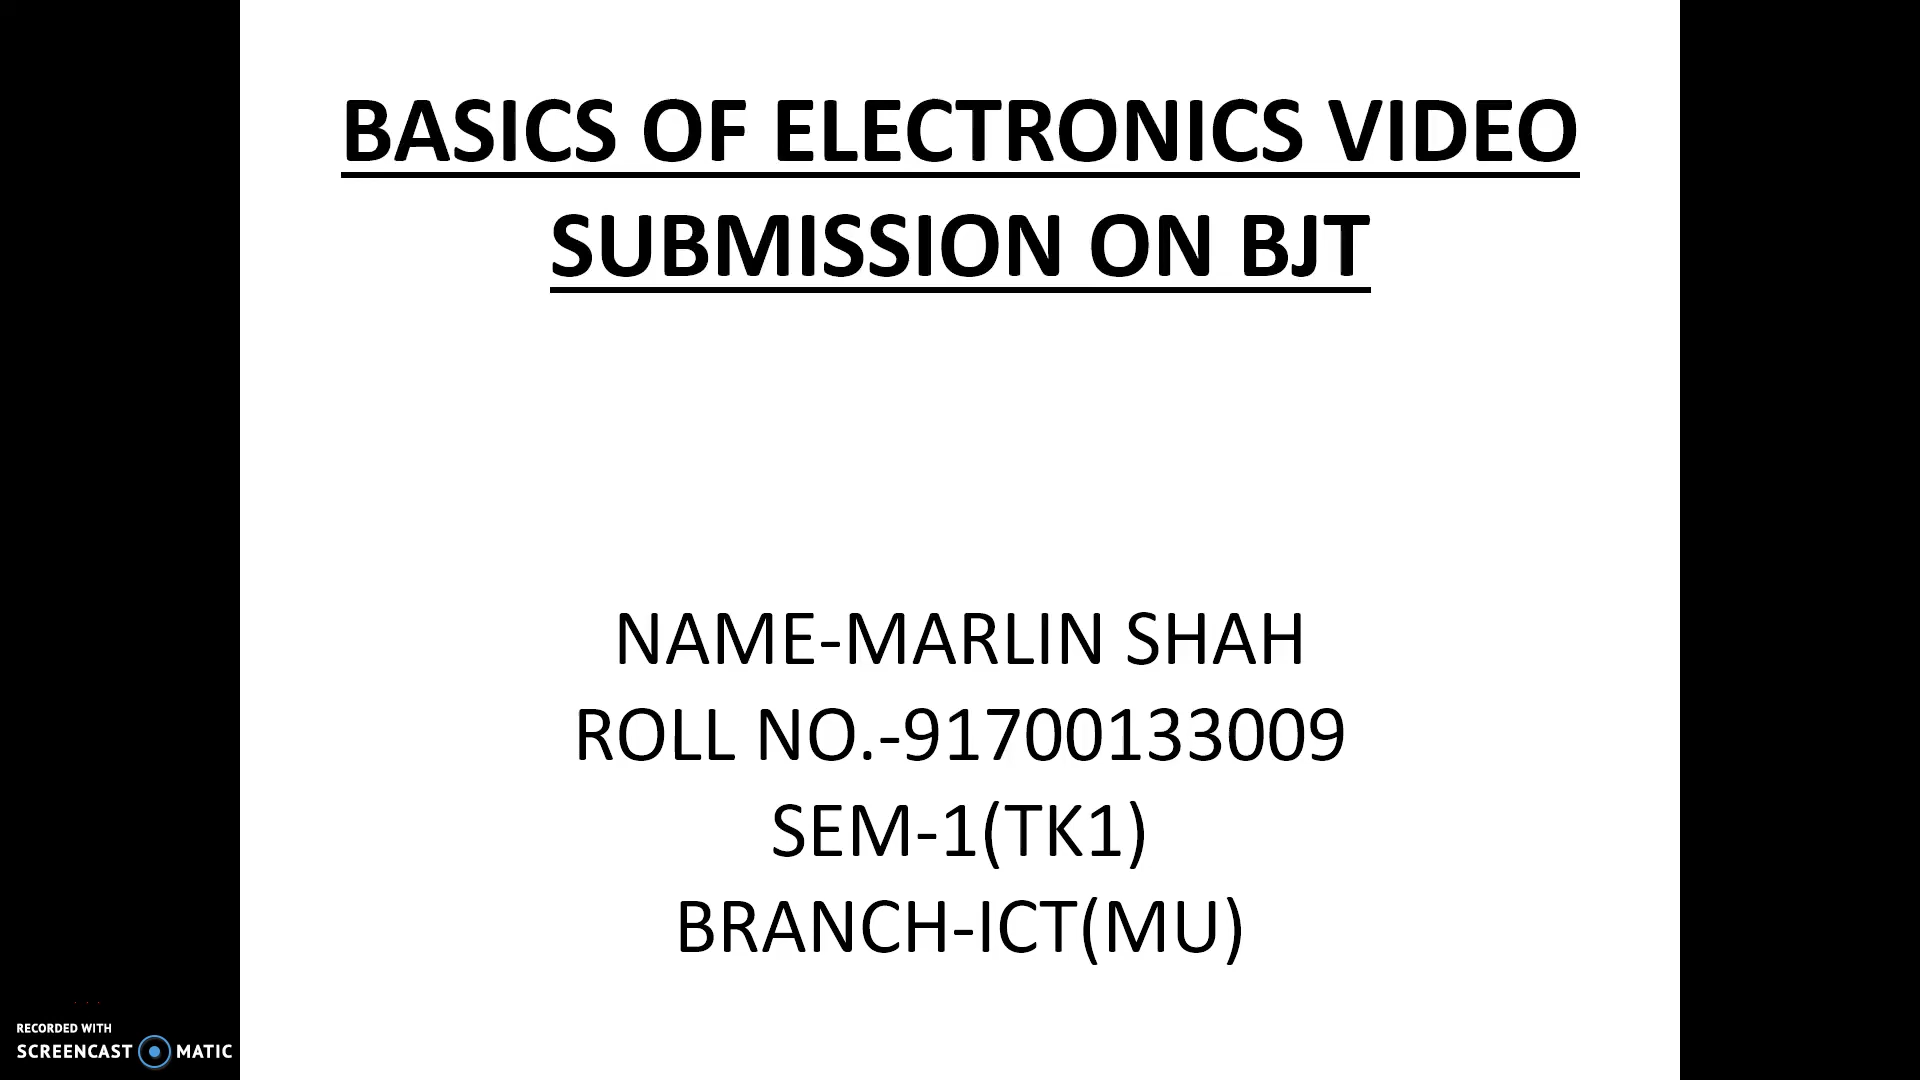 BASICS OF ELECTRONICS VIDEO
SUBMISSION ON BJT
NAME-MARLIN SHAH
ROLL NO.-91700133009
SEM-1(TK1)
BRANCH-ICT(MU)
RECORDED WITH
SCREENCAST MATIC